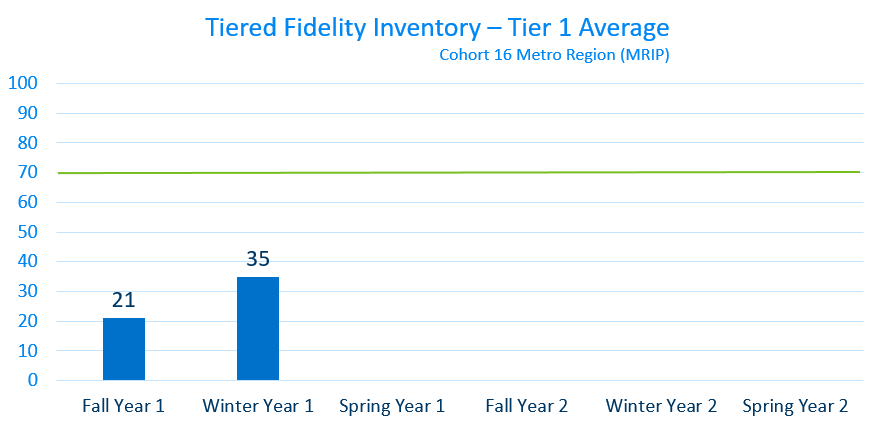 Tiered Fidelity Inventory – Tier 1 Average
Cohort 16 Metro Region (MRIP)
100
90
80
70
60
50
40
30
20
10
0
21
35
Fall Year 1
Winter Year 1
Spring Year 1
Fall Year 2
Winter Year 2
Spring Year 2